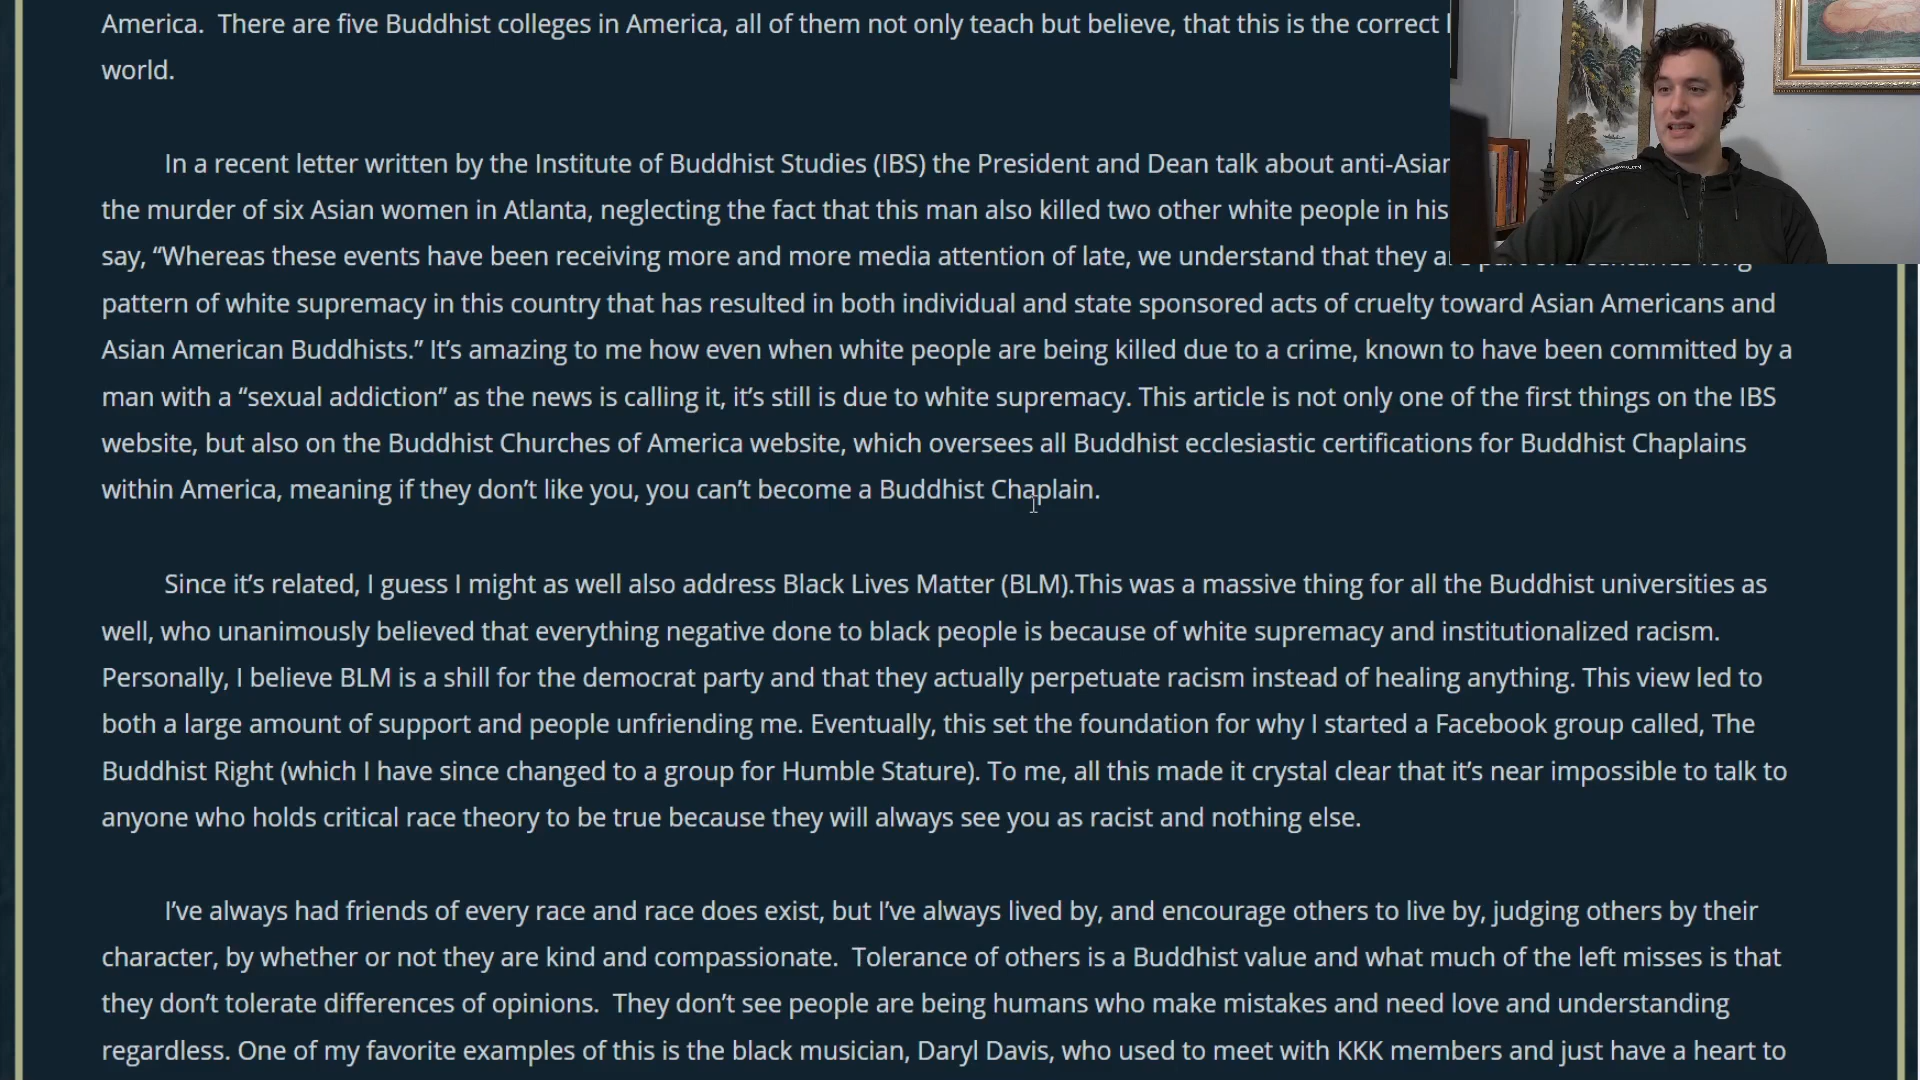 America.  There are five Buddhist colleges in America, all of them not only teach but believe, that this is the correct
world.
In a recent letter written by the Institute of Buddhist Studies (IBS) the President and Dean talk about anti-Asian
the murder of six Asian women in Atlanta, neglecting the fact that this man also killed two other white people in his
say, “Whereas these events have been receiving more and more media attention of late, we understand that they are part of a centuries-long
pattern of white supremacy in this country that has resulted in both individual and state sponsored acts of cruelty toward Asian Americans and
Asian American Buddhists.” It’s amazing to me how even when white people are being killed due to a crime, known to have been committed by a
man with a “sexual addiction” as the news is calling it, it’s still is due to white supremacy. This article is not only one of the first things on the IBS
website, but also on the Buddhist Churches of America website, which oversees all Buddhist ecclesiastic certifications for Buddhist Chaplains
within America, meaning if they don’t like you, you can’t become a Buddhist Chaplain.
Since it’s related, I guess I might as well also address Black Lives Matter (BLM).This was a massive thing for all the Buddhist universities as
well, who unanimously believed that everything negative done to black people is because of white supremacy and institutionalized racism.
Personally, I believe BLM is a shill for the democrat party and that they actually perpetuate racism instead of healing anything. This view led to
both a large amount of support and people unfriending me. Eventually, this set the foundation for why I started a Facebook group called, The
Buddhist Right (which I have since changed to a group for Humble Stature). To me, all this made it crystal clear that it’s near impossible to talk to
anyone who holds critical race theory to be true because they will always see you as racist and nothing else.
I’ve always had friends of every race and race does exist, but I’ve always lived by, and encourage others to live by, judging others by their
character, by whether or not they are kind and compassionate.  Tolerance of others is a Buddhist value and what much of the left misses is that
they don’t tolerate differences of opinions.  They don’t see people are being humans who make mistakes and need love and understanding
regardless. One of my favorite examples of this is the black musician, Daryl Davis, who used to meet with KKK members and just have a heart to